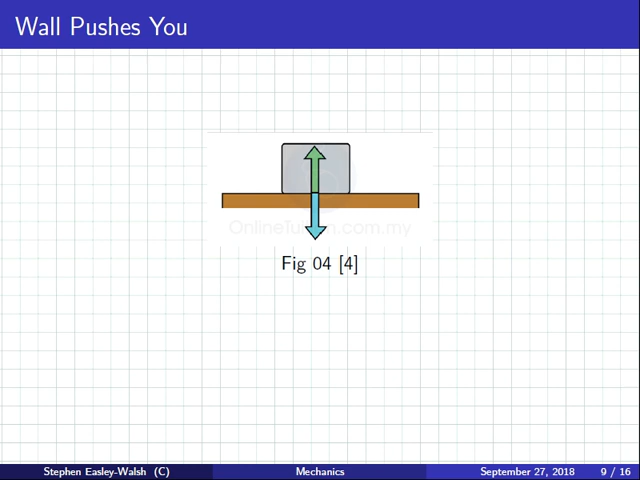 Wall Pushes You
Fig 04 [4]
Stephen Easley-Walsh (C)
Mechanics
September 27, 2018
9 / 16